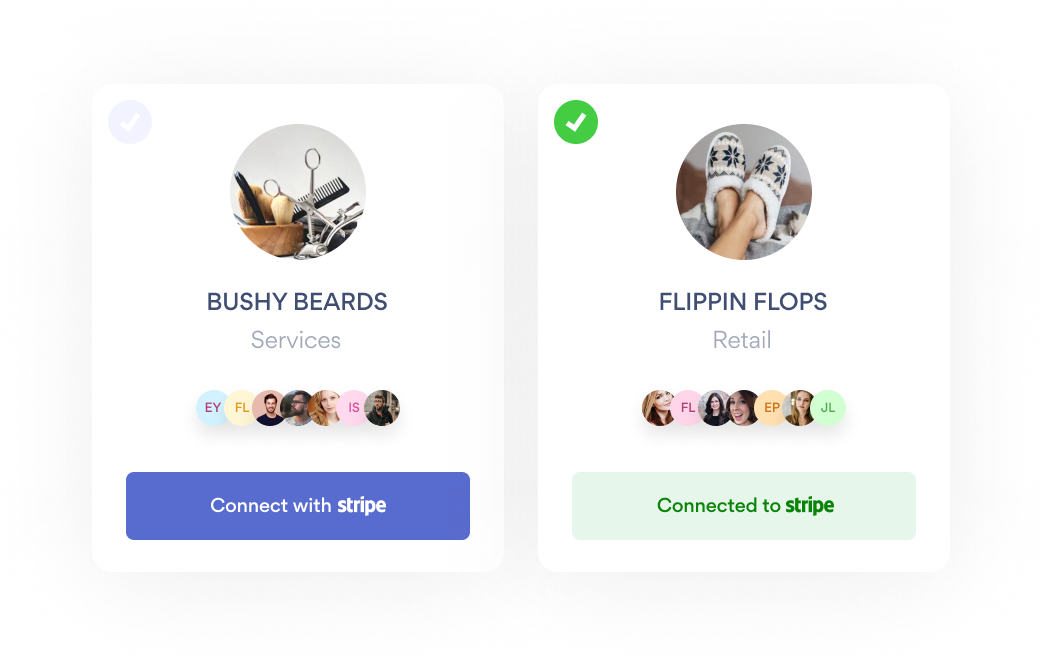 BUSHY BEARDS
Services
EY FL IS
Connect with stripe
FLIPPIN FLOPS
Retail
FL EP JL
Connected to stripe